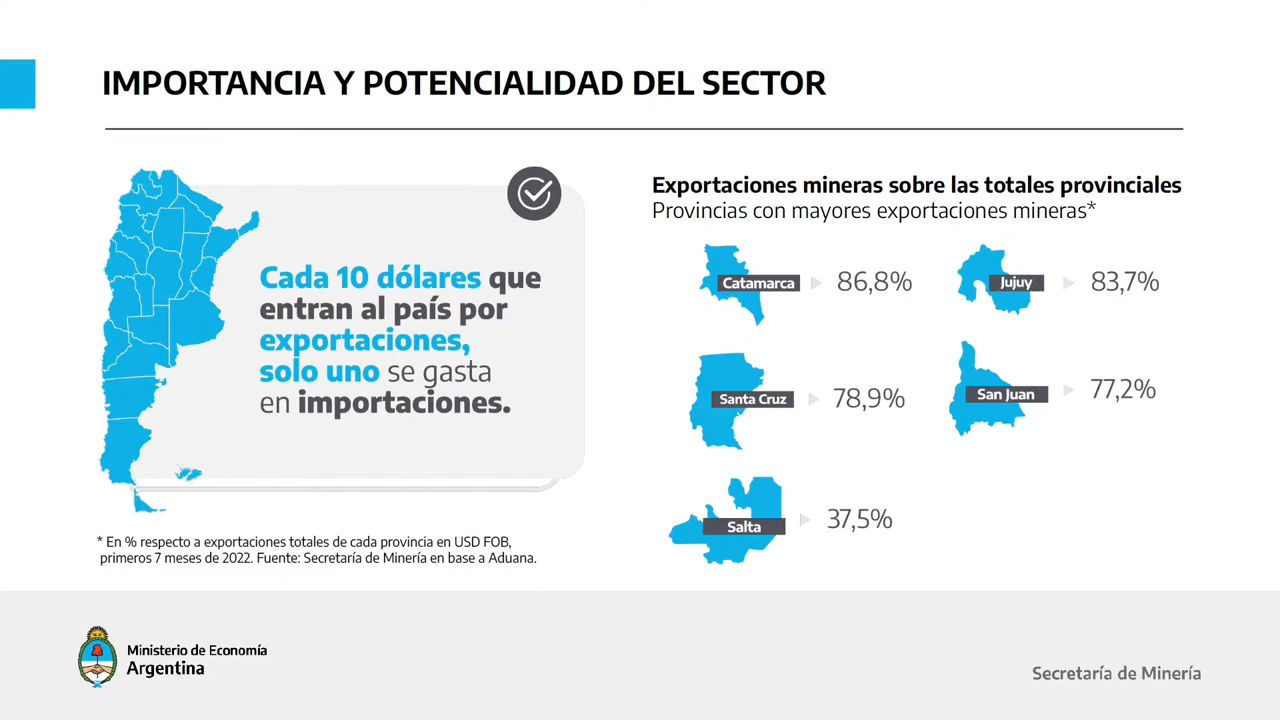 IMPORTANCIA Y POTENCIALIDAD DEL SECTOR
Cada 10 dólares que
entran al país por
exportaciones,
solo uno se gasta
en importaciones.
* En % respecto a exportaciones totales de cada provincia en USD FOB,
primeros 7 meses de 2022. Fuente: Secretaría de Minería en base a Aduana.
Exportaciones mineras sobre las totales provinciales
Provincias con mayores exportaciones mineras*
Catamarca 86,8%
Jujuy 83,7%
Santa Cruz 78,9%
San Juan 77,2%
Salta 37,5%
Ministerio de Economía
Argentina
Secretaría de Minería